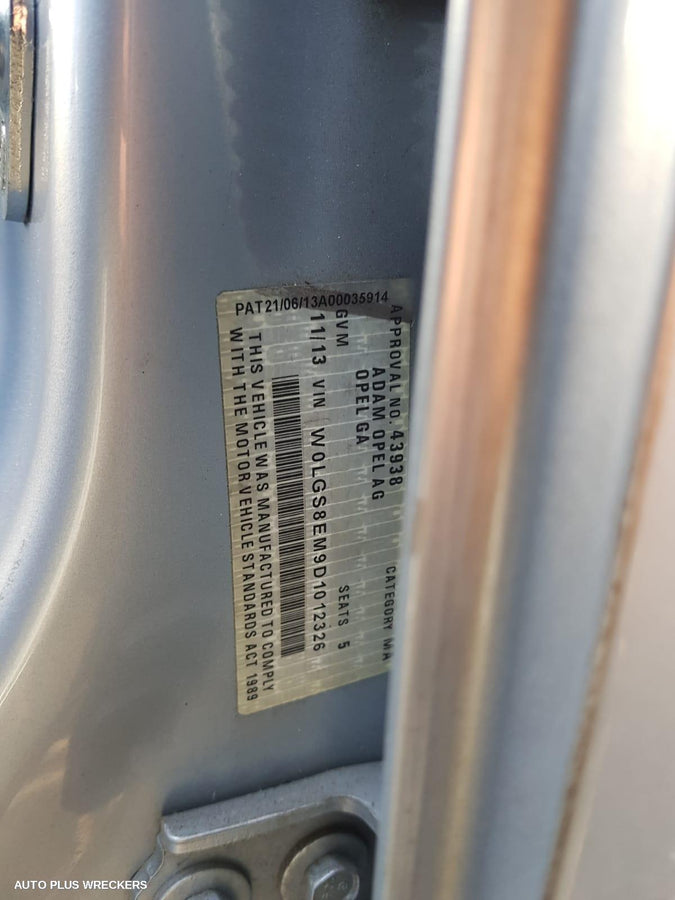 PAT21/06/13A00035914
APPROVAL NO. 43938 CATEGORY MA
ADAM OPEL AG
OPEL GA
GVM SEATS 5
11/13 VIN W0LGS8EM9D1012326
THIS VEHICLE WAS MANUFACTURED TO COMPLY
WITH THE MOTOR VEHICLE STANDARDS ACT 1989
AUTO PLUS WRECKERS